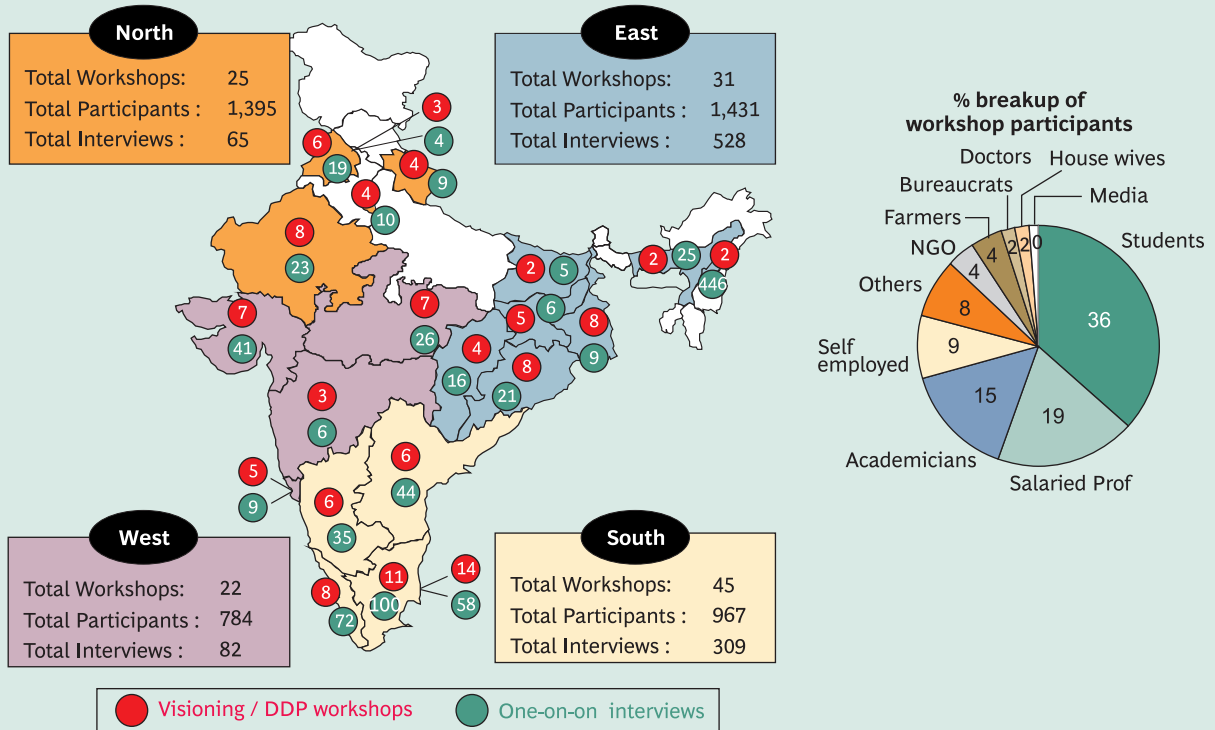 North
Total Workshops: 25
Total Participants : 1,395
Total Interviews : 65
East
Total Workshops: 31
Total Participants : 1,431
Total Interviews : 528
3
4
6
19
4
9
4
10
8
23
7
41
7
26
3
6
5
9
2
5
6
5
8
9
4
16
8
21
2
25
2
446
6
44
6
35
11
100
14
58
8
72
West
Total Workshops: 22
Total Participants : 784
Total Interviews : 82
South
Total Workshops: 45
Total Participants : 967
Total Interviews : 309
Visioning / DDP workshops
One-on-on interviews
% breakup of
workshop participants
Doctors
House wives
Bureaucrats
Media
Farmers
Students
NGO
Others
Self
employed
Academicians
Salaried Prof
36
19
15
9
8
4
4
2
2
0